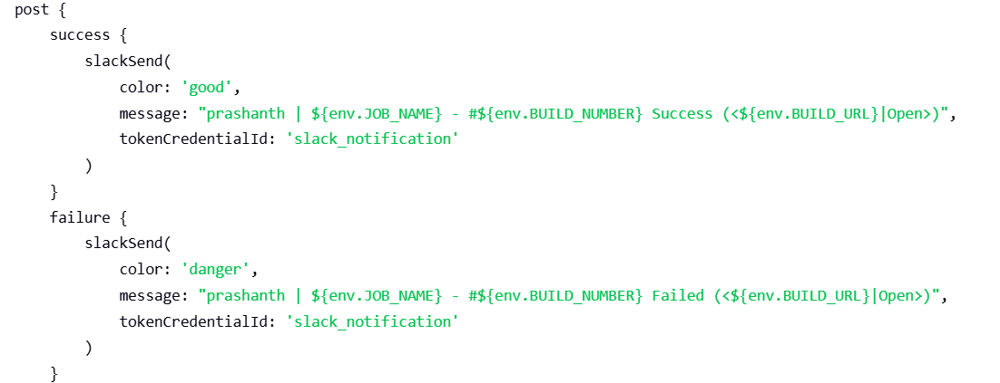 post {
    success {
        slackSend(
            color: 'good',
            message: "prashanth | ${env.JOB_NAME} - #${env.BUILD_NUMBER} Success (<${env.BUILD_URL}|Open>)",
            tokenCredentialId: 'slack_notification'
        )
    }
    failure {
        slackSend(
            color: 'danger',
            message: "prashanth | ${env.JOB_NAME} - #${env.BUILD_NUMBER} Failed (<${env.BUILD_URL}|Open>)",
            tokenCredentialId: 'slack_notification'
        )
    }